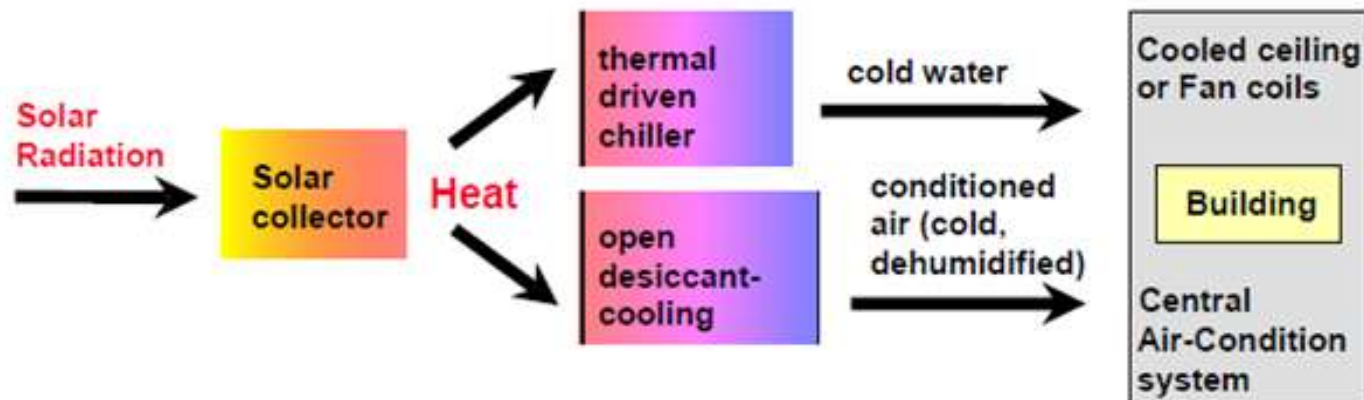 Solar
Radiation
Solar
collector
Heat
thermal
driven
chiller
open
desiccant-
cooling
cold water
conditioned
air (cold,
dehumidified)
Cooled ceiling
or Fan coils
Building
Central
Air-Condition
system